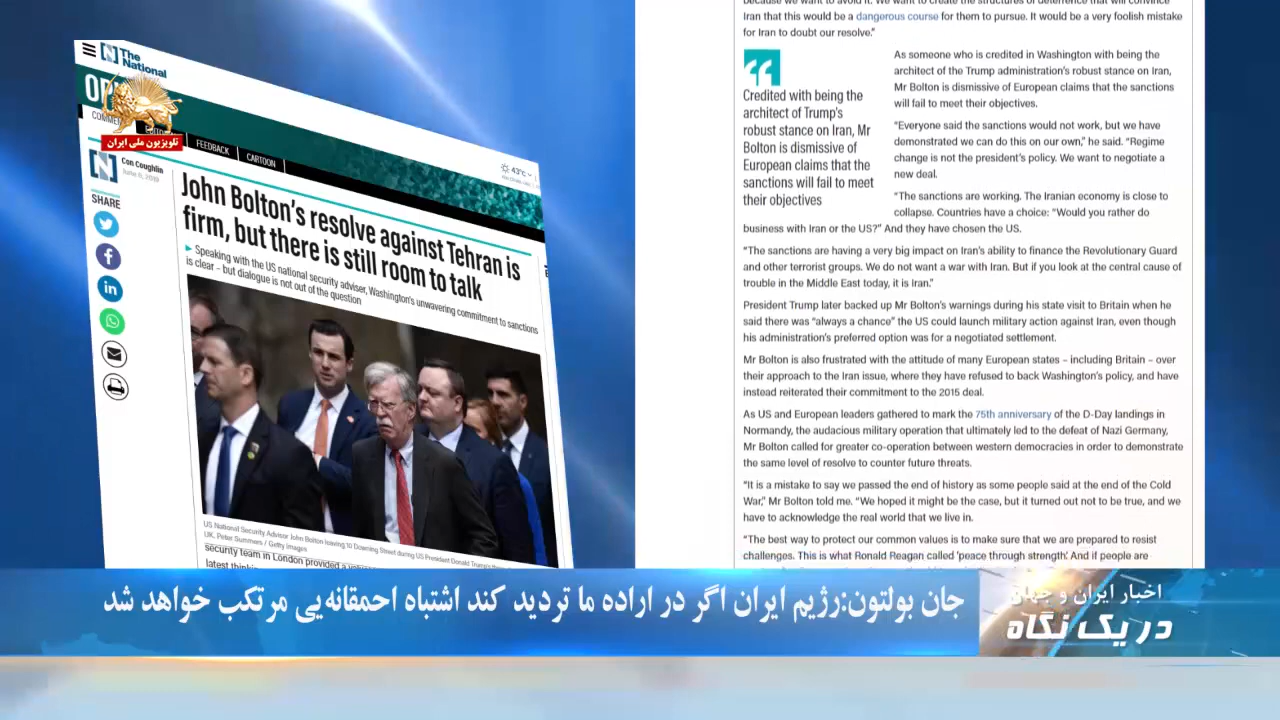 The
National
COMMENT
FEEDBACK
CARTOON
تلویزیون ملی ایران
43°C
Con Coughlin
June 9, 2019
SHARE
John Bolton's resolve against Tehran is
firm, but there is still room to talk
Speaking with the US national security adviser, Washington's unwavering commitment to sanctions
is clear – but dialogue is not out of the question
US National Security Advisor John Bolton leaving 10 Downing Street during US President Donald Trump's
UK. Peter Summers / Getty Images
security team in London provided a
latest
Iran that this would be a dangerous course for them to pursue. It would be a very foolish mistake
for Iran to doubt our resolve."
Credited with being the
architect of Trump's
robust stance on Iran, Mr
Bolton is dismissive of
European claims that the
sanctions will fail to meet
their objectives
As someone who is credited in Washington with being the
architect of the Trump administration's robust stance on Iran,
Mr Bolton is dismissive of European claims that the sanctions
will fail to meet their objectives.
"Everyone said the sanctions would not work, but we have
demonstrated we can do this on our own," he said. "Regime
change is not the president's policy. We want to negotiate a
new deal.
"The sanctions are working. The Iranian economy is close to
collapse. Countries have a choice: "Would you rather do
business with Iran or the US?" And they have chosen the US.
"The sanctions are having a very big impact on Iran's ability to finance the Revolutionary Guard
and other terrorist groups. We do not want a war with Iran. But if you look at the central cause of
trouble in the Middle East today, it is Iran."
President Trump later backed up Mr Bolton's warnings during his state visit to Britain when he
said there was "always a chance" the US could launch military action against Iran, even though
his administration's preferred option was for a negotiated settlement.
Mr Bolton is also frustrated with the attitude of many European states – including Britain – over
their approach to the Iran issue, where they have refused to back Washington's policy, and have
instead reiterated their commitment to the 2015 deal.
As US and European leaders gathered to mark the 75th anniversary of the D-Day landings in
Normandy, the audacious military operation that ultimately led to the defeat of Nazi Germany,
Mr Bolton called for greater co-operation between western democracies in order to demonstrate
the same level of resolve to counter future threats.
"It is a mistake to say we passed the end of history as some people said at the end of the Cold
War," Mr Bolton told me. "We hoped it might be the case, but it turned out not to be true, and we
have to acknowledge the real world that we live in.
"The best way to protect our common values is to make sure that we are prepared to resist
challenges. This is what Ronald Reagan called 'peace through strength.' And if people are
جان بولتون:رژیم ایران اگر در اراده ما تردید کند اشتباه احمقانه‌یی مرتکب خواهد شد
اخبار ایران و جهان
در یک نگاه